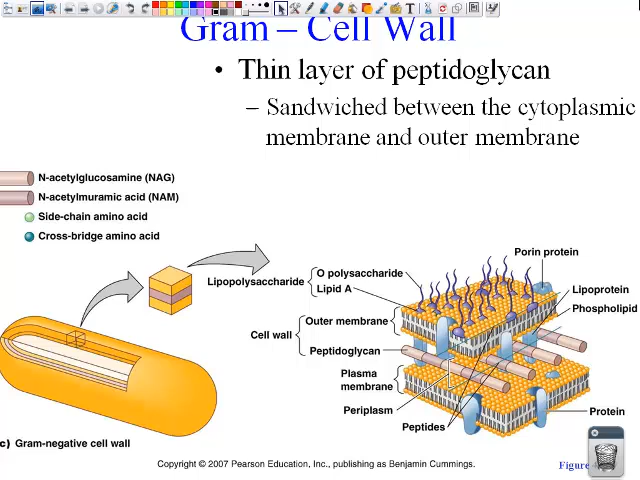 Gram – Cell Wall
• Thin layer of peptidoglycan
– Sandwiched between the cytoplasmic
membrane and outer membrane
N-acetylglucosamine (NAG)
N-acetylmuramic acid (NAM)
Side-chain amino acid
Cross-bridge amino acid
Porin protein
Lipopolysaccharide
O polysaccharide
Lipid A
Lipoprotein
Phospholipid
Cell wall
Outer membrane
Peptidoglycan
Plasma
membrane
Periplasm
Peptides
Protein
c) Gram-negative cell wall
Copyright © 2007 Pearson Education, Inc., publishing as Benjamin Cummings.
Figure